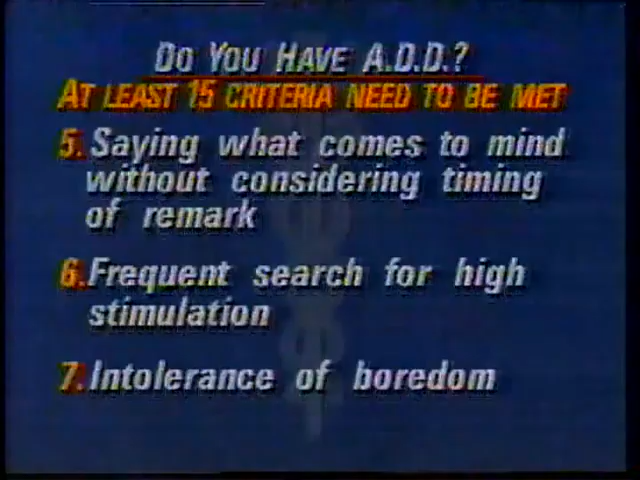 DO YOU HAVE A.D.D.?
AT LEAST 15 CRITERIA NEED TO BE MET
5. Saying what comes to mind
without considering timing
of remark
6. Frequent search for high
stimulation
7. Intolerance of boredom